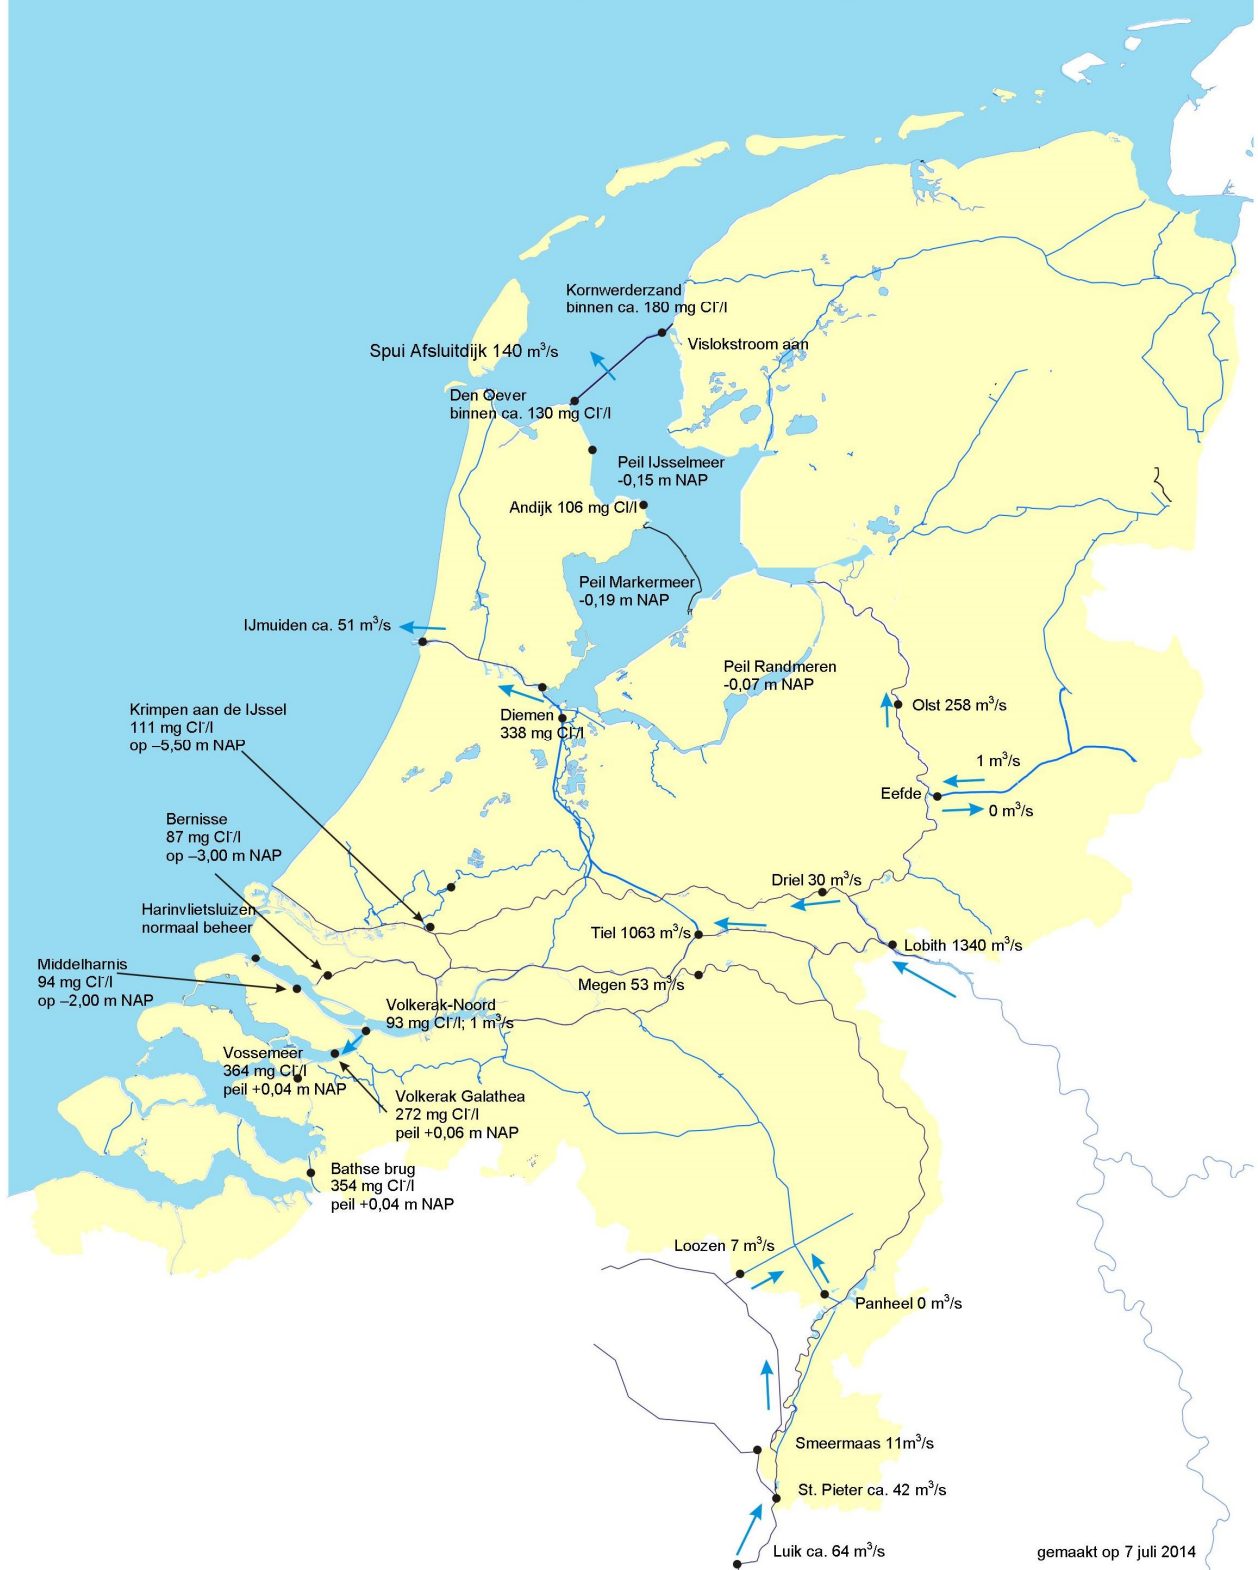 Kornwerderzand
binnen ca. 180 mg Cl⁻/l
Vislokstroom aan
Spui Afsluitdijk 140 m³/s
Den Oever
binnen ca. 130 mg Cl⁻/l
Peil IJsselmeer
-0,15 m NAP
Andijk 106 mg Cl/l
Peil Markermeer
-0,19 m NAP
IJmuiden ca. 51 m³/s
Peil Randmeren
-0,07 m NAP
Olst 258 m³/s
Krimpen aan de IJssel
111 mg Cl⁻/l
op –5,50 m NAP
Diemen
338 mg Cl⁻/l
1 m³/s
Eefde
0 m³/s
Bernisse
87 mg Cl⁻/l
op –3,00 m NAP
Driel 30 m³/s
Harinvlietsluizen
normaal beheer
Tiel 1063 m³/s
Lobith 1340 m³/s
Middelharnis
94 mg Cl⁻/l
op –2,00 m NAP
Megen 53 m³/s
Volkerak-Noord
93 mg Cl⁻/l; 1 m³/s
Vossemeer
364 mg Cl⁻/l
peil +0,04 m NAP
Volkerak Galathea
272 mg Cl⁻/l
peil +0,06 m NAP
Bathse brug
354 mg Cl⁻/l
peil +0,04 m NAP
Loozen 7 m³/s
Panheel 0 m³/s
Smeermaas 11m³/s
St. Pieter ca. 42 m³/s
Luik ca. 64 m³/s
gemaakt op 7 juli 2014